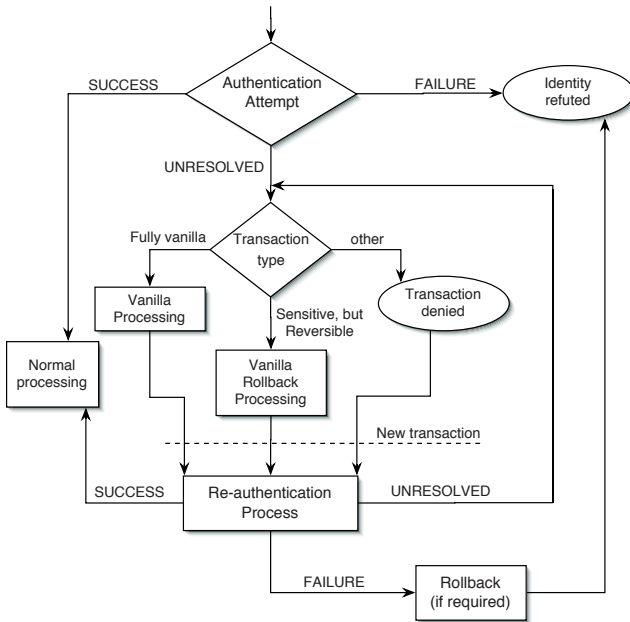 SUCCESS
Authentication
Attempt
FAILURE
Identity
refuted
UNRESOLVED
Fully vanilla
Transaction
type
other
Vanilla
Processing
Sensitive, but
Reversible
Transaction
denied
Normal
processing
Vanilla
Rollback
Processing
New transaction
SUCCESS
Re-authentication
Process
UNRESOLVED
FAILURE
Rollback
(if required)